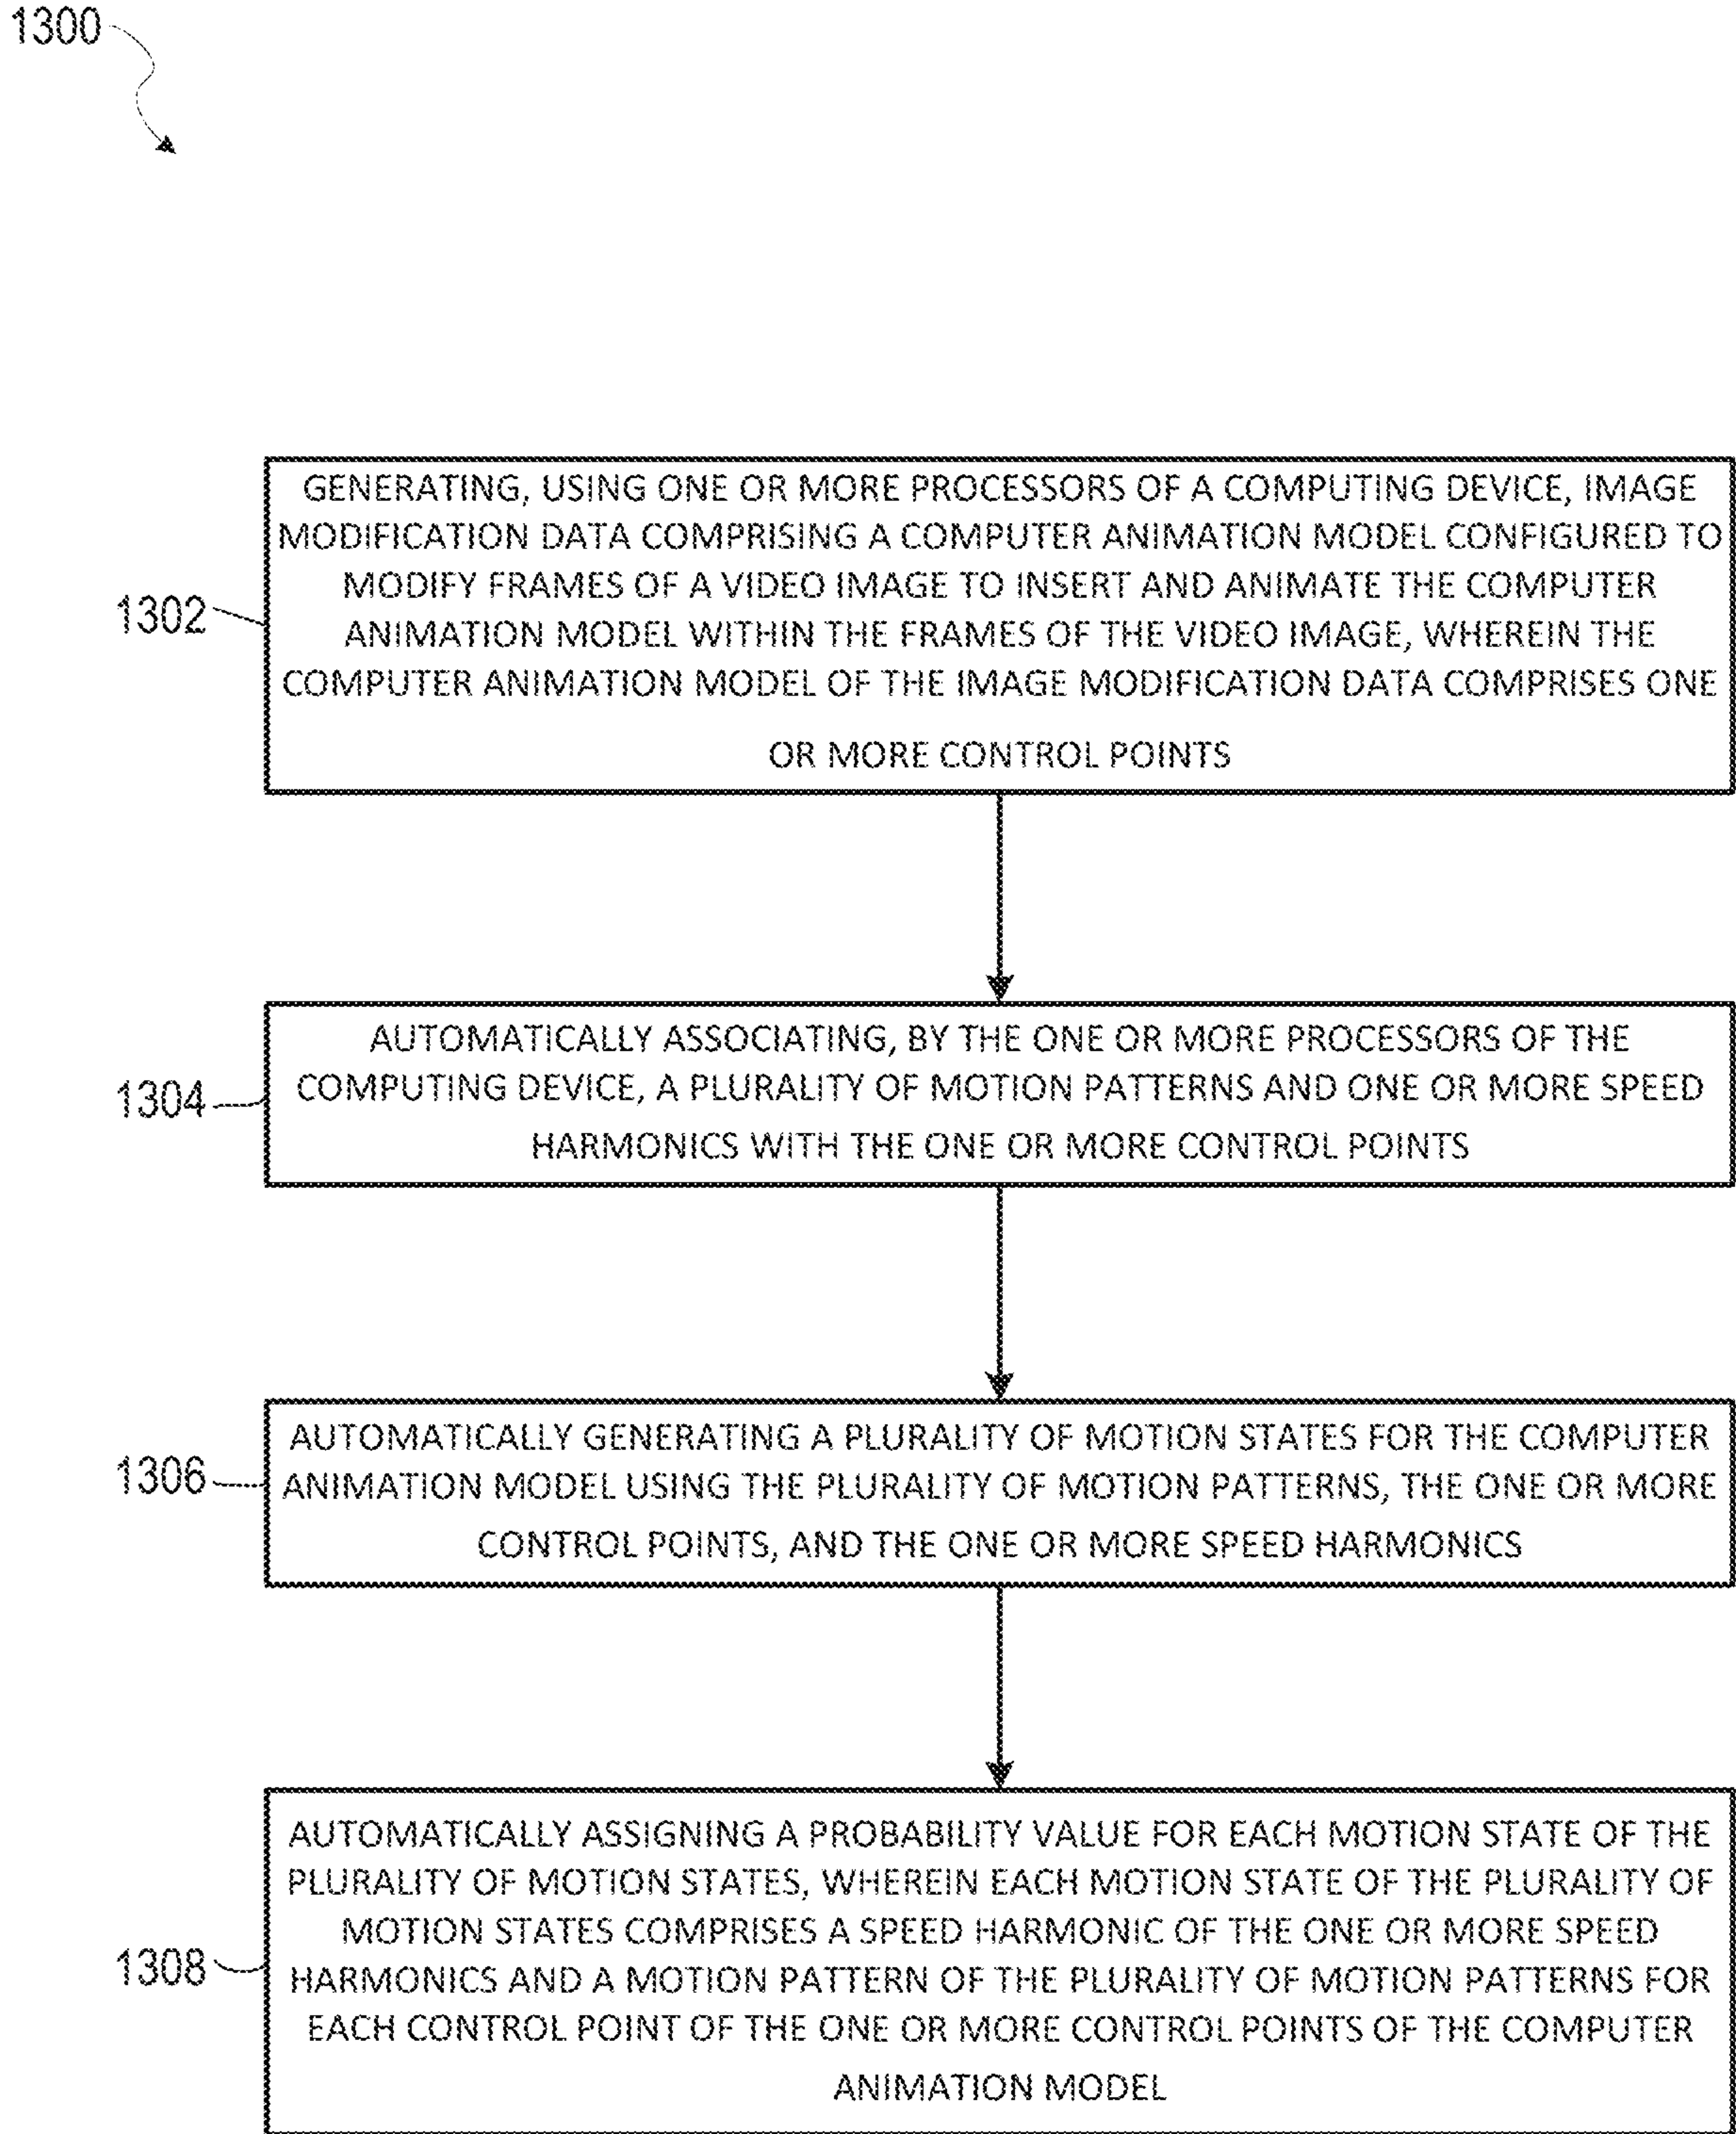 1300
GENERATING, USING ONE OR MORE PROCESSORS OF A COMPUTING DEVICE, IMAGE
MODIFICATION DATA COMPRISING A COMPUTER ANIMATION MODEL CONFIGURED TO
MODIFY FRAMES OF A VIDEO IMAGE TO INSERT AND ANIMATE THE COMPUTER
ANIMATION MODEL WITHIN THE FRAMES OF THE VIDEO IMAGE, WHEREIN THE
COMPUTER ANIMATION MODEL OF THE IMAGE MODIFICATION DATA COMPRISES ONE
OR MORE CONTROL POINTS
1302
AUTOMATICALLY ASSOCIATING, BY THE ONE OR MORE PROCESSORS OF THE
COMPUTING DEVICE, A PLURALITY OF MOTION PATTERNS AND ONE OR MORE SPEED
HARMONICS WITH THE ONE OR MORE CONTROL POINTS
1304
AUTOMATICALLY GENERATING A PLURALITY OF MOTION STATES FOR THE COMPUTER
ANIMATION MODEL USING THE PLURALITY OF MOTION PATTERNS, THE ONE OR MORE
CONTROL POINTS, AND THE ONE OR MORE SPEED HARMONICS
1306
AUTOMATICALLY ASSIGNING A PROBABILITY VALUE FOR EACH MOTION STATE OF THE
PLURALITY OF MOTION STATES, WHEREIN EACH MOTION STATE OF THE PLURALITY OF
MOTION STATES COMPRISES A SPEED HARMONIC OF THE ONE OR MORE SPEED
HARMONICS AND A MOTION PATTERN OF THE PLURALITY OF MOTION PATTERNS FOR
EACH CONTROL POINT OF THE ONE OR MORE CONTROL POINTS OF THE COMPUTER
ANIMATION MODEL
1308